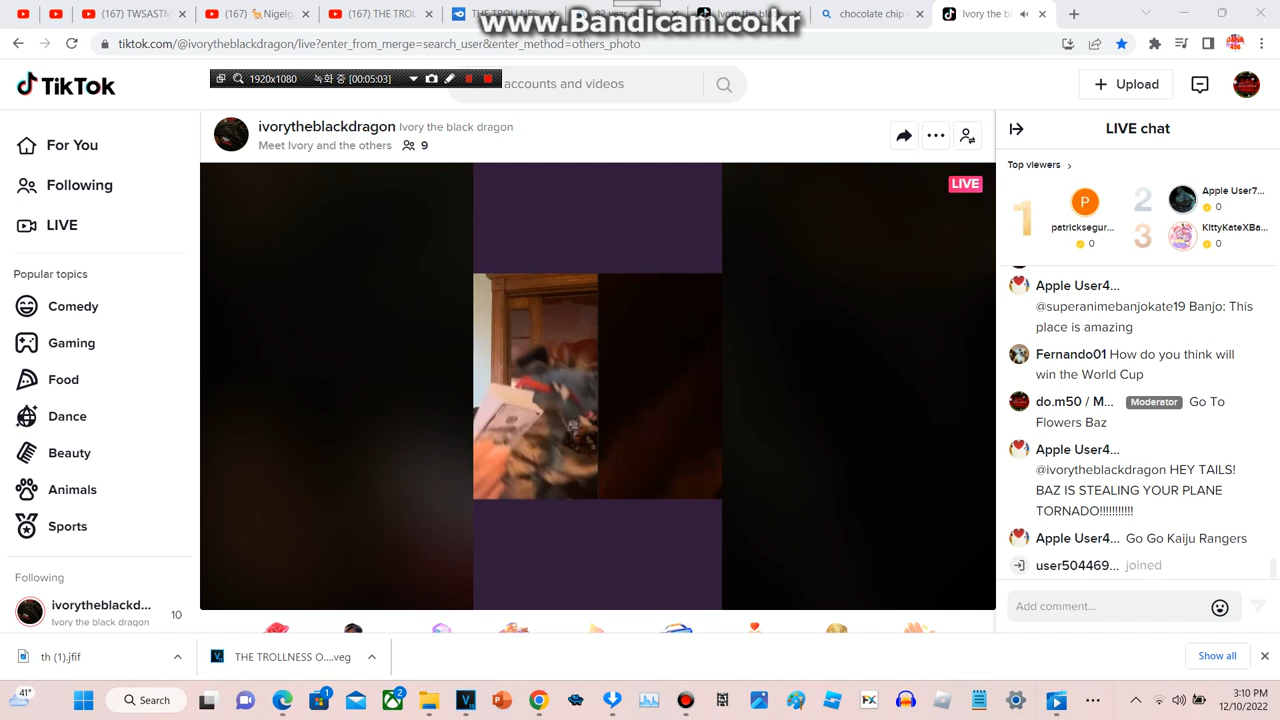 (167) TWSASTM
(167) 🐪 Nigelg
(167) THE TROL
THE TROLLNES
Ivory the bl
chocolate chip
Ivory the bl
www.Bandicam.co.kr
tiktok.com/@ivorytheblackdragon/live?enter_from_merge=search_user&enter_method=others_photo
1920x1080 녹화 중 [00:05:03]
TikTok
accounts and videos
Upload
ivorytheblackdragon Ivory the black dragon
Meet Ivory and the others 9
LIVE
LIVE chat
For You
Following
LIVE
Popular topics
Comedy
Gaming
Food
Dance
Beauty
Animals
Sports
Following
ivorytheblackd...
Ivory the black dragon
10
Top viewers
1
P
patricksegur...
0
2
Apple User7...
0
3
KittyKateXBa...
0
Apple User4...
@superanimebanjokate19 Banjo: This
place is amazing
Fernando01 How do you think will
win the World Cup
do.m50 / M... Moderator Go To
Flowers Baz
Apple User4...
@ivorytheblackdragon HEY TAILS!
BAZ IS STEALING YOUR PLANE
TORNADO!!!!!!!!!!!
Apple User4... Go Go Kaiju Rangers
user504469... joined
Add comment...
th (1).jfif
THE TROLLNESS O....veg
Show all
41°
Search
1
2
3:10 PM
12/10/2022